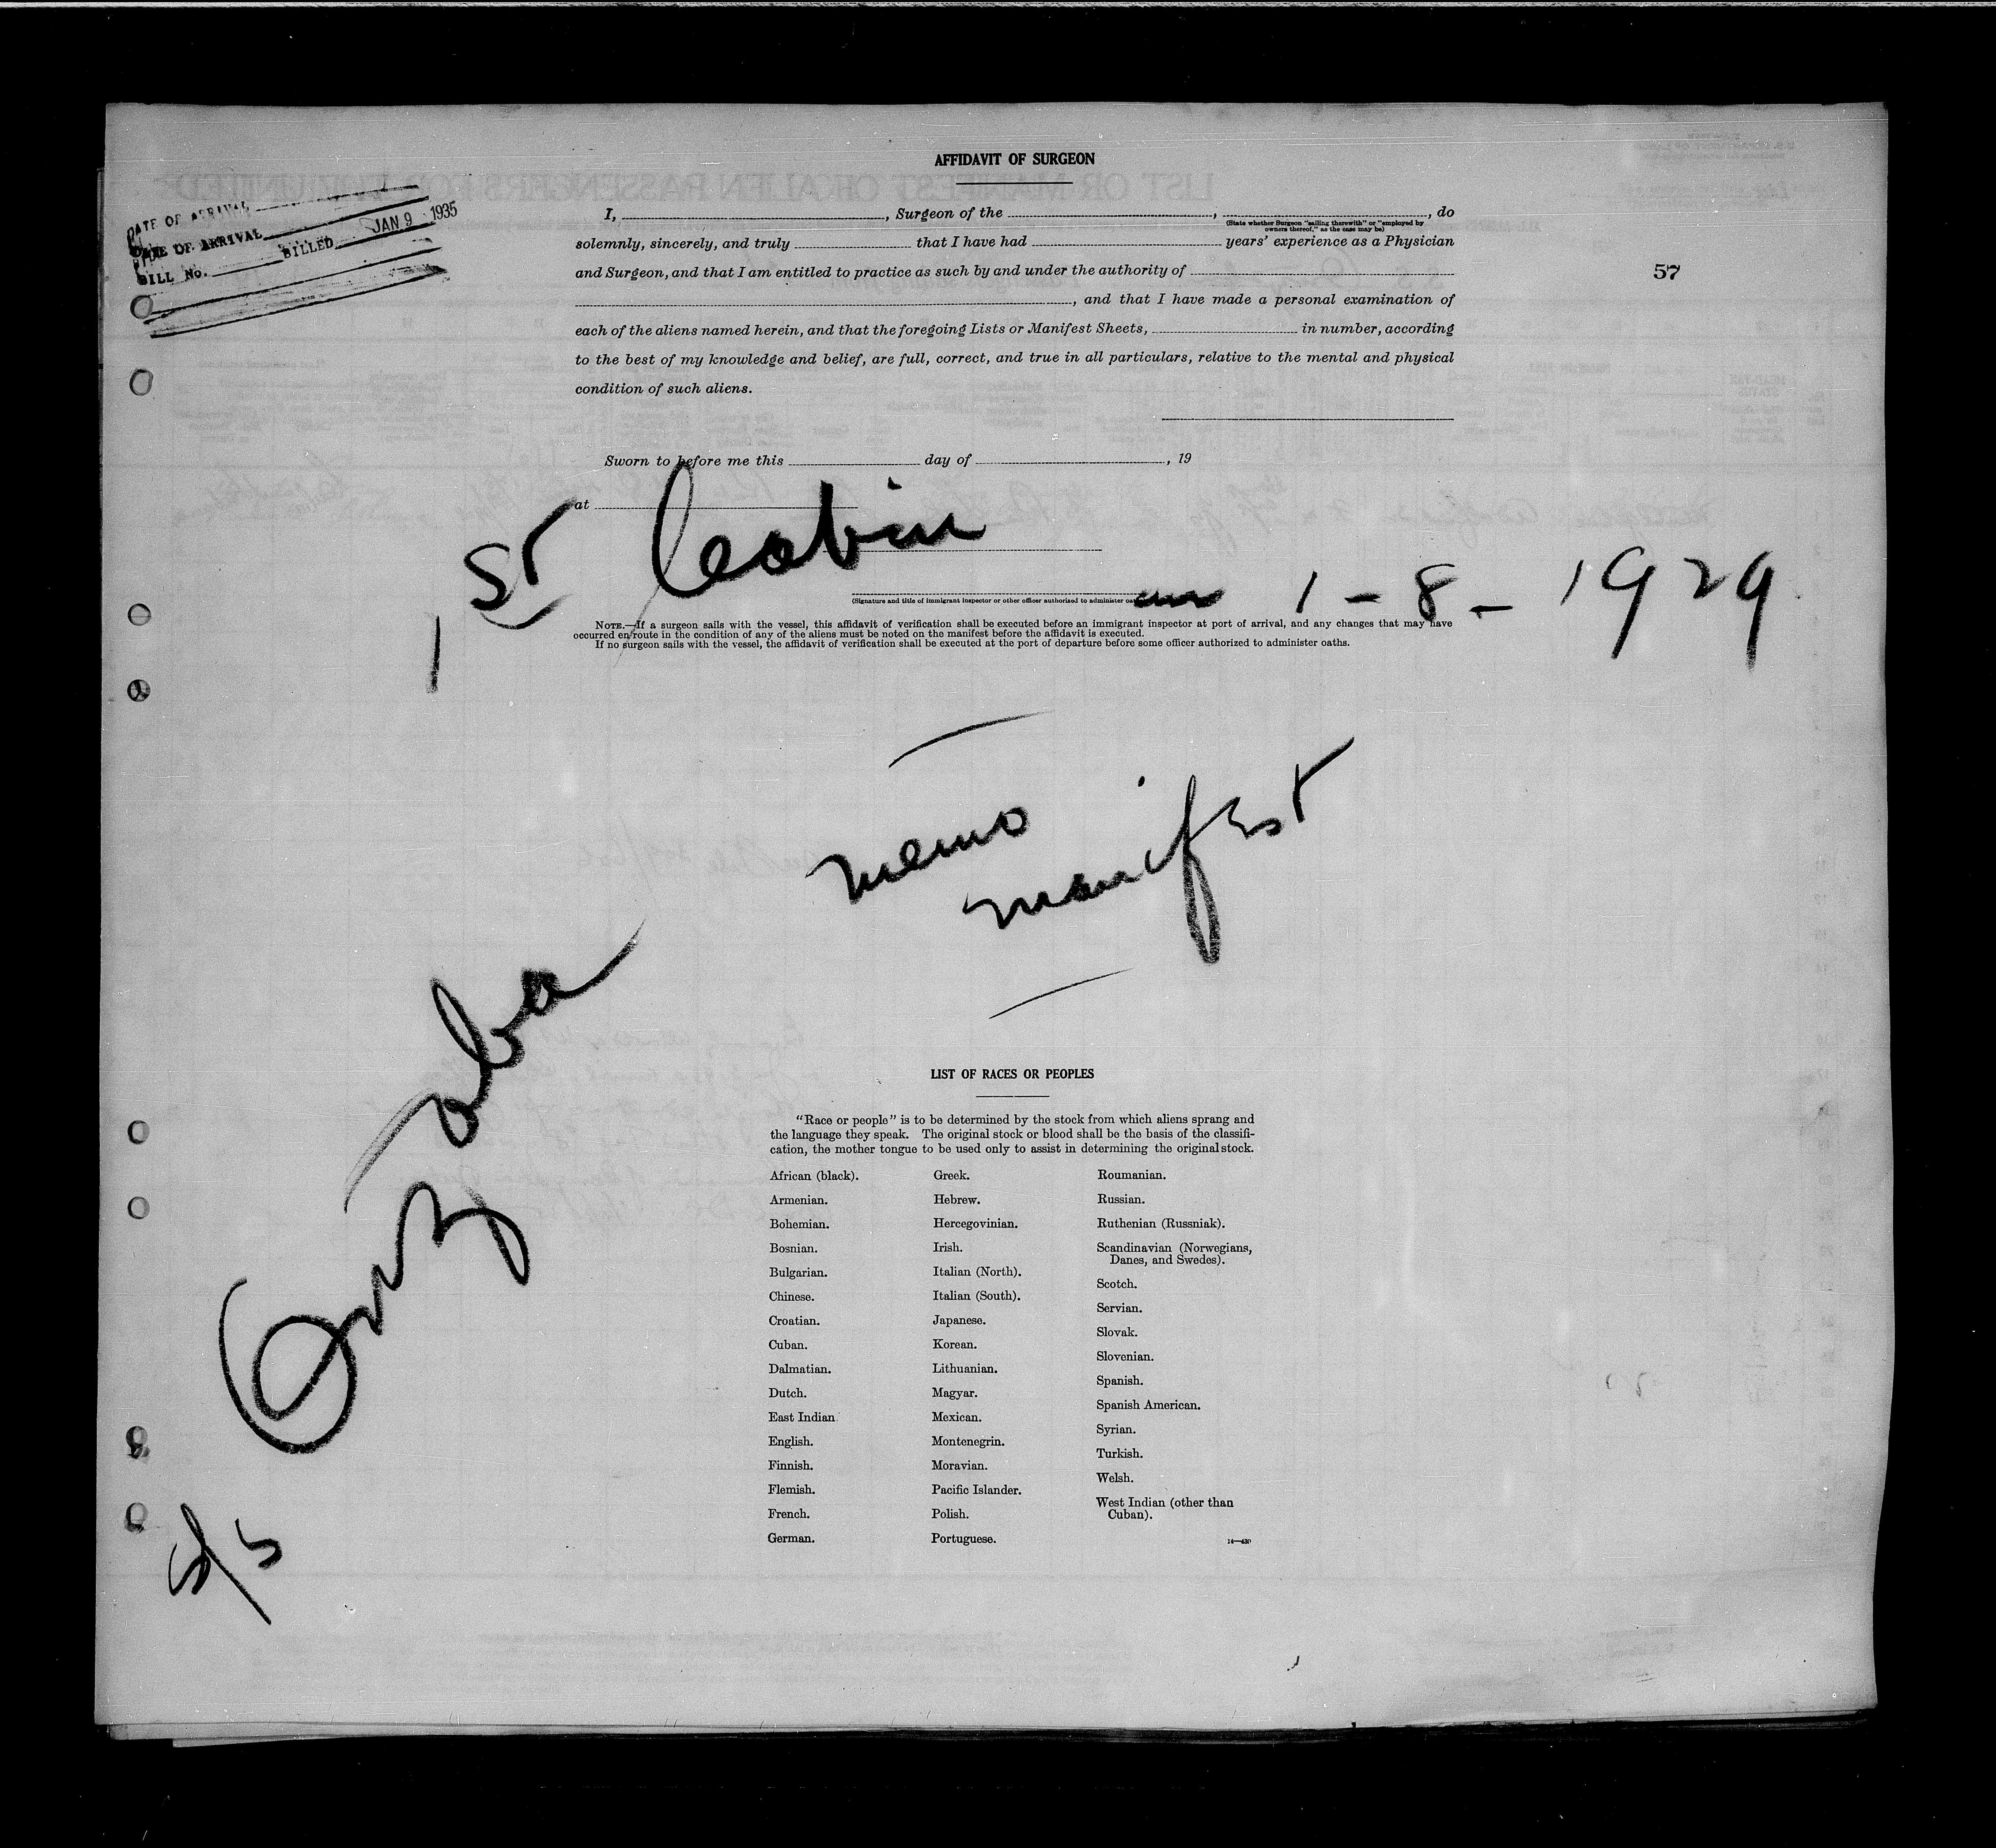 AFFIDAVIT OF SURGEON
DATE OF ARRIVAL
DATE OF ARRIVAL
BILL No. BILLED JAN 9 1935
I, , Surgeon of the , , do
(State whether Surgeon "sailing therewith" or "employed by
owners thereof," as the case may be)
solemnly, sincerely, and truly that I have had years' experience as a Physician
and Surgeon, and that I am entitled to practice as such by and under the authority of
57
, and that I have made a personal examination of
each of the aliens named herein, and that the foregoing Lists or Manifest Sheets, in number, according
to the best of my knowledge and belief, are full, correct, and true in all particulars, relative to the mental and physical
condition of such aliens.
Sworn to before me this day of , 19
at
1st Cabin
(Signature and title of immigrant inspector or other officer authorized to administer
1-8-1929
NOTE.—If a surgeon sails with the vessel, this affidavit of verification shall be executed before an immigrant inspector at port of arrival, and any changes that may have
occurred en route in the condition of any of the aliens must be noted on the manifest before the affidavit is executed.
If no surgeon sails with the vessel, the affidavit of verification shall be executed at the port of departure before some officer authorized to administer oaths.
memo
manifest
S/S Orizaba
LIST OF RACES OR PEOPLES
"Race or people" is to be determined by the stock from which aliens sprang and
the language they speak. The original stock or blood shall be the basis of the classifi-
cation, the mother tongue to be used only to assist in determining the original stock.
African (black).
Armenian.
Bohemian.
Bosnian.
Bulgarian.
Chinese.
Croatian.
Cuban.
Dalmatian.
Dutch.
East Indian
English.
Finnish.
Flemish.
French.
German.
Greek.
Hebrew.
Hercegovinian.
Irish.
Italian (North).
Italian (South).
Japanese.
Korean.
Lithuanian.
Magyar.
Mexican.
Montenegrin.
Moravian.
Pacific Islander.
Polish.
Portuguese.
Roumanian.
Russian.
Ruthenian (Russniak).
Scandinavian (Norwegians,
Danes, and Swedes).
Scotch.
Servian.
Slovak.
Slovenian.
Spanish.
Spanish American.
Syrian.
Turkish.
Welsh.
West Indian (other than
Cuban).